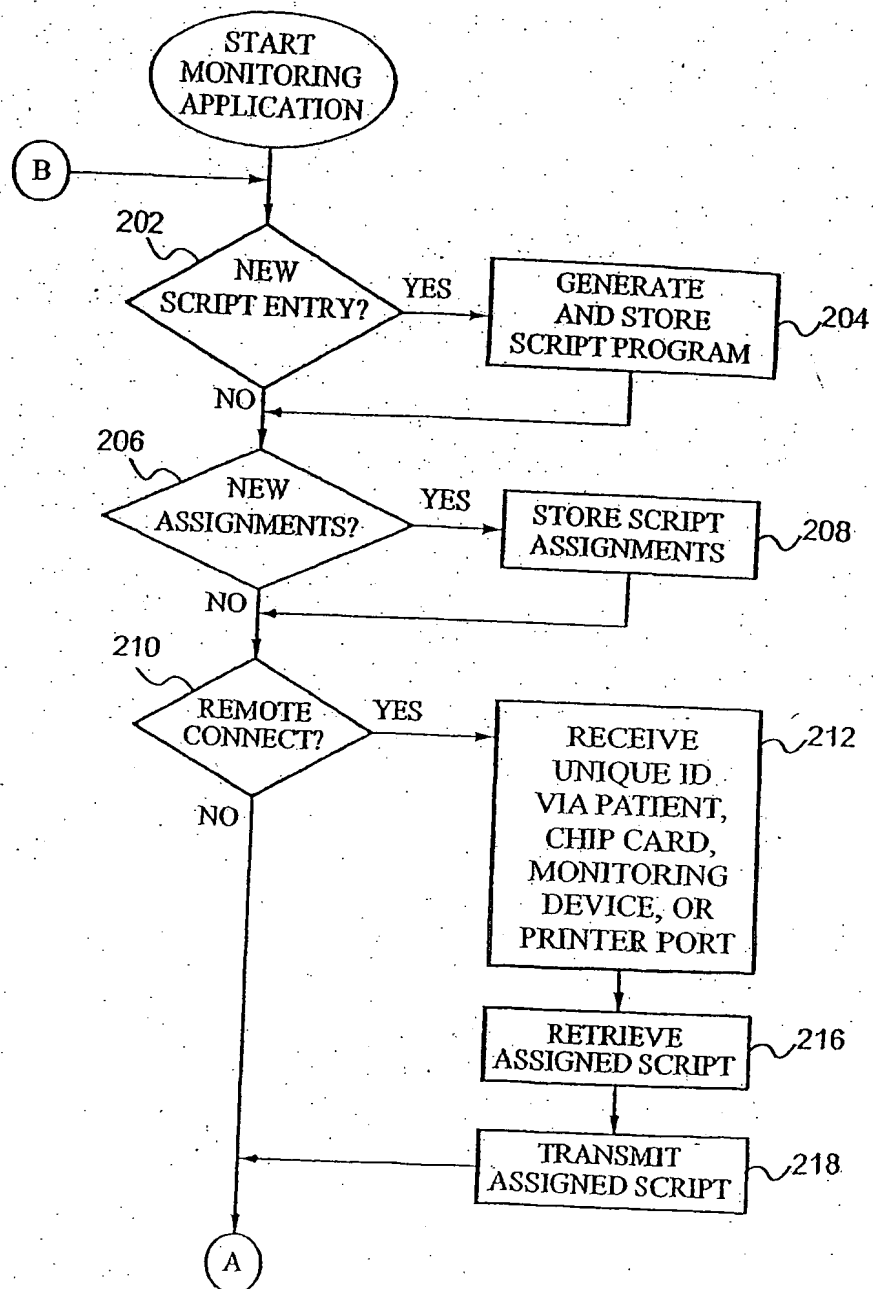 START
MONITORING
APPLICATION
B
202
NEW
SCRIPT ENTRY?
YES
GENERATE
AND STORE
SCRIPT PROGRAM
204
NO
206
NEW
ASSIGNMENTS?
YES
STORE SCRIPT
ASSIGNMENTS
208
NO
210
REMOTE
CONNECT?
YES
RECEIVE
UNIQUE ID
VIA PATIENT,
CHIP CARD,
MONITORING
DEVICE, OR
PRINTER PORT
212
NO
RETRIEVE
ASSIGNED SCRIPT
216
TRANSMIT
ASSIGNED SCRIPT
218
A